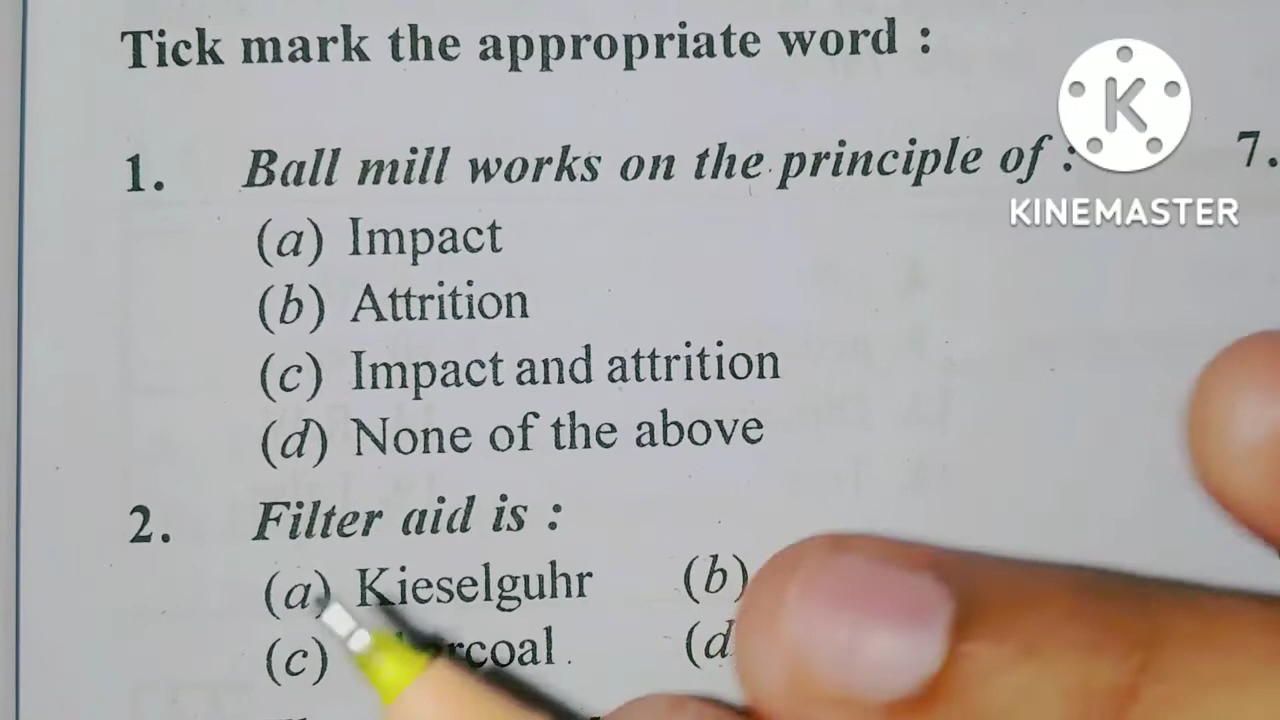 Tick mark the appropriate word :
1. Ball mill works on the principle of :
7.
(a) Impact
(b) Attrition
(c) Impact and attrition
(d) None of the above
2. Filter aid is :
(a) Kieselguhr (b)
(c) (d
K
KINEMASTER